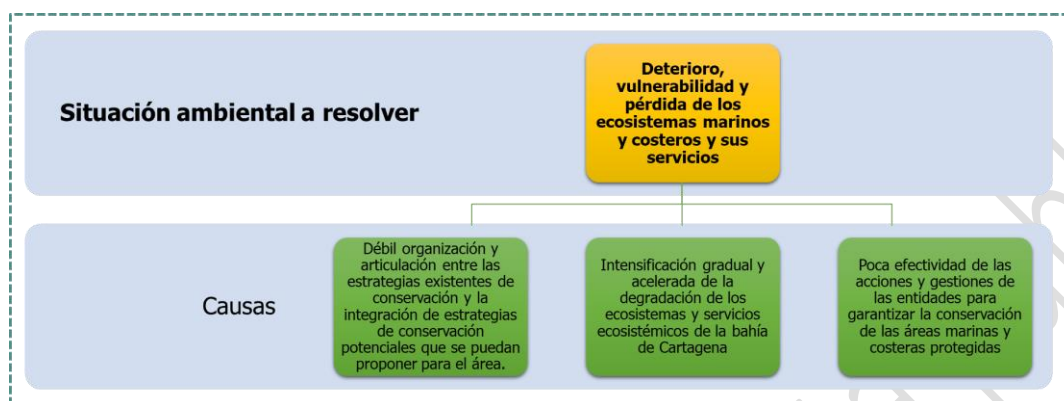 Situación ambiental a resolver
Deterioro,
vulnerabilidad y
pérdida de los
ecosistemas marinos
y costeros y sus
servicios
Causas
Débil organización y
articulación entre las
estrategias existentes de
conservación y la
integración de estrategias
de conservación
potenciales que se puedan
proponer para el área.
Intensificación gradual y
acelerada de la
degradación de los
ecosistemas y servicios
ecosistémicos de la bahía
de Cartagena
Poca efectividad de las
acciones y gestiones de
las entidades para
garantizar la conservación
de las áreas marinas y
costeras protegidas